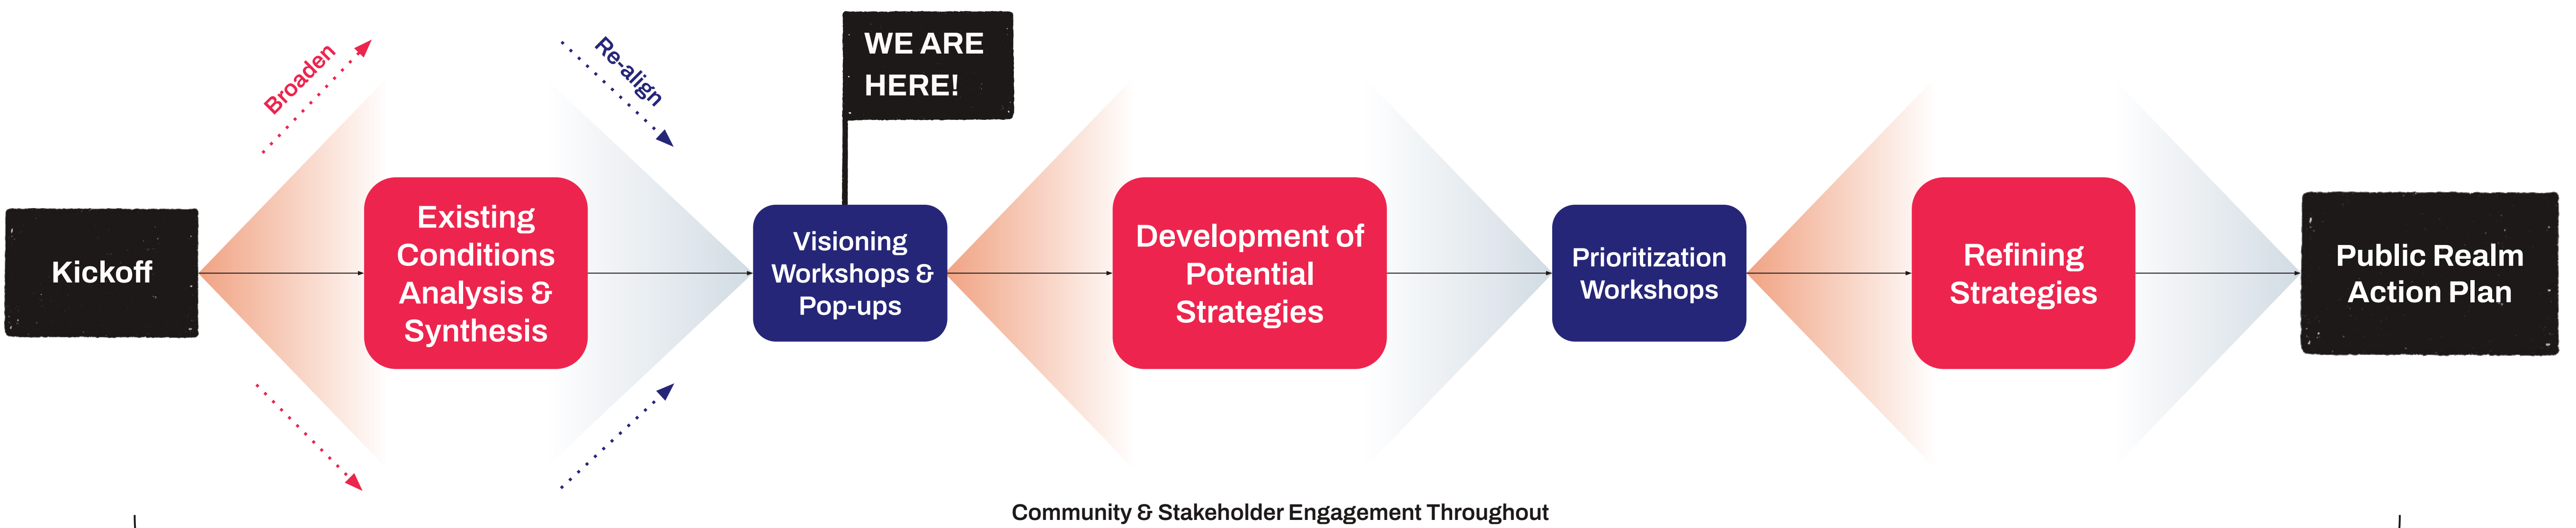 Broaden
Re-align
WE ARE
HERE!
Kickoff
Existing
Conditions
Analysis &
Synthesis
Visioning
Workshops &
Pop-ups
Development of
Potential
Strategies
Prioritization
Workshops
Refining
Strategies
Public Realm
Action Plan
Community & Stakeholder Engagement Throughout